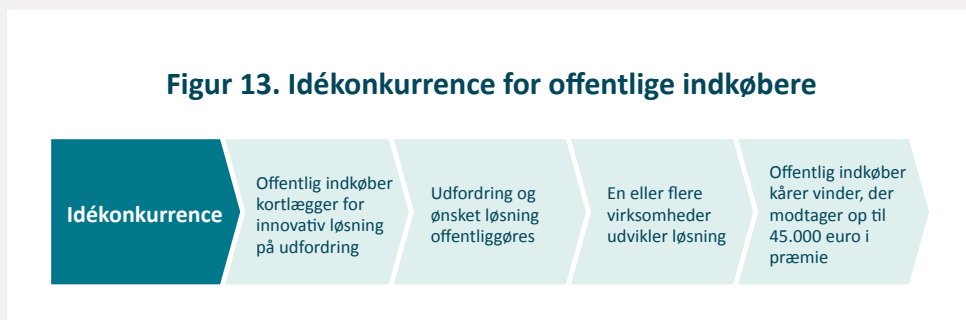 Figur 13. Idékonkurrence for offentlige indkøbere
Idékonkurrence
Offentlig indkøber
kortlægger for
innovativ løsning
på udfordring
Udfordring og
ønsket løsning
offentliggøres
En eller flere
virksomheder
udvikler løsning
Offentlig indkøber
kårer vinder, der
modtager op til
45.000 euro i
præmie